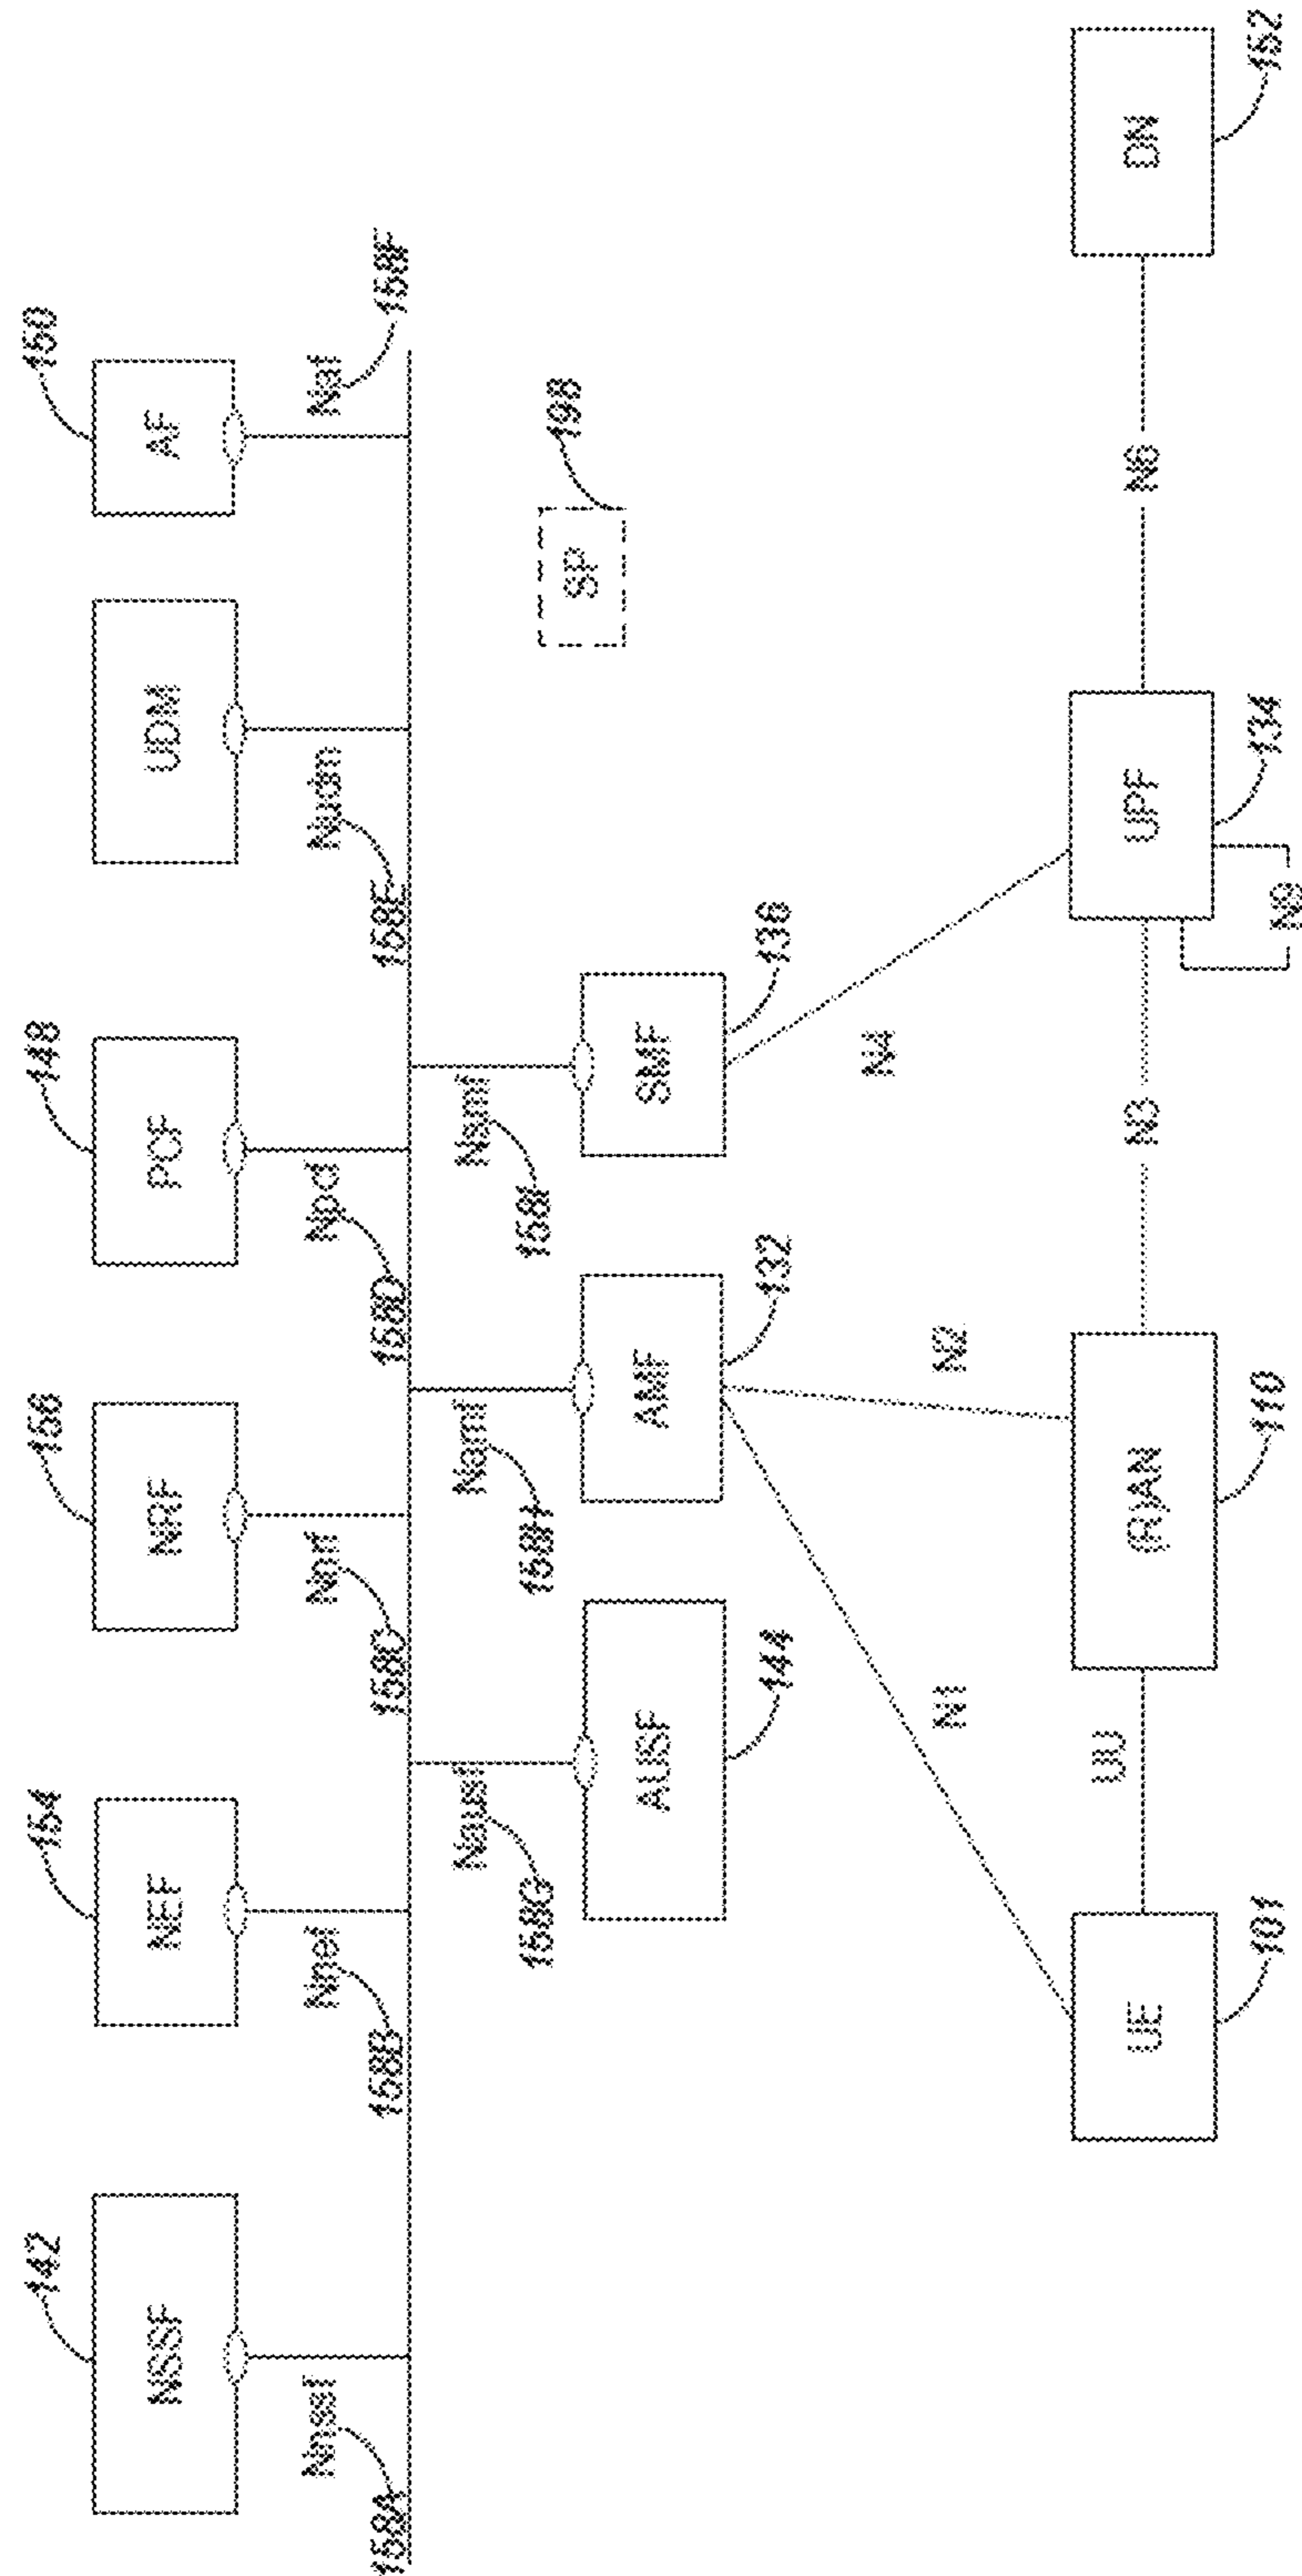 142
154
156
148
150
NSSF
NEF
NRF
PCF
UDM
AF
Nnssf
Nnef
Nnrf
Npcf
Nudm
Naf
158A
158B
158C
158D
158E
158F
Nausf
Namf
Nsmf
158G
158H
158I
SP
198
AUSF
AMF
SMF
144
132
136
N1
N2
N4
UU
N3
N6
UE
(R)AN
UPF
DN
101
110
134
152
N9